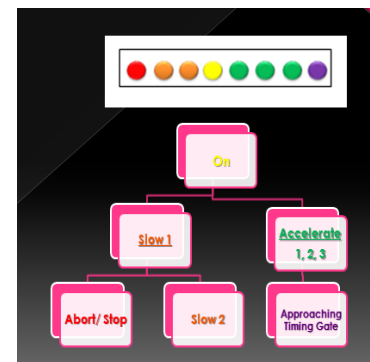 On
Slow 1
Accelerate
1, 2, 3
Abort/ Stop
Slow 2
Approaching
Timing Gate